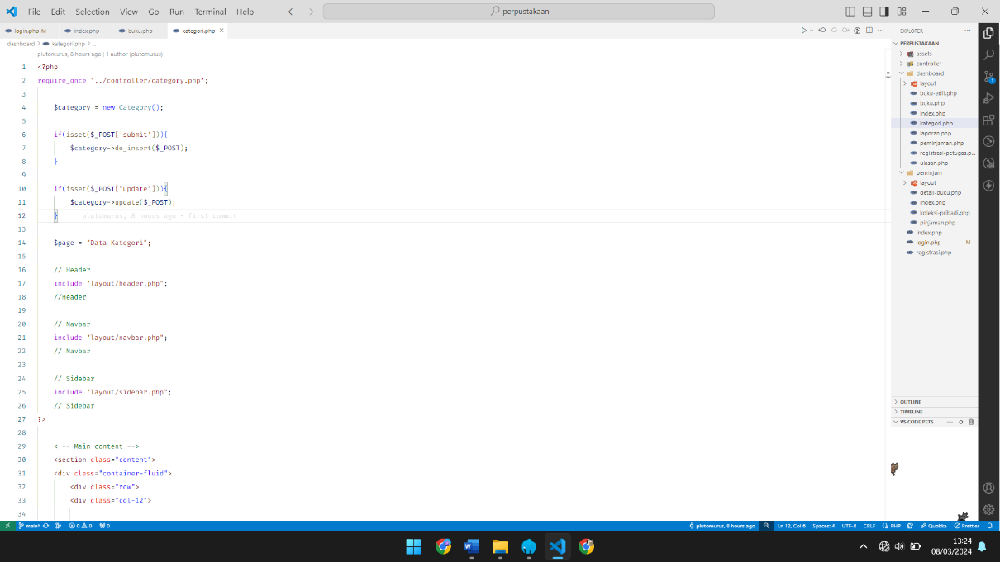 File Edit Selection View Go Run Terminal Help
perpustakaan
login.php M index.php buku.php kategori.php
dashboard > kategori.php > ...
plutomurus, 8 hours ago | 1 author (plutomurus)
1 <?php
2 require_once "../controller/category.php";
3
4 $category = new Category();
5
6 if(isset($_POST['submit'])){
7 $category->do_insert($_POST);
8 }
9
10 if(isset($_POST["update"])){
11 $category->update($_POST);
12 } plutomurus, 8 hours ago • first commit
13
14 $page = "Data Kategori";
15
16 // Header
17 include "layout/header.php";
18 //Header
19
20 // Navbar
21 include "layout/navbar.php";
22 // Navbar
23
24 // Sidebar
25 include "layout/sidebar.php";
26 // Sidebar
27 ?>
28
29 <!-- Main content -->
30 <section class="content">
31 <div class="container-fluid">
32 <div class="row">
33 <div class="col-12">
34
EXPLORER
PERPUSTAKAAN
assets
controller
dashboard
layout
buku-edit.php
buku.php
index.php
kategori.php
laporan.php
peminjaman.php
registrasi-petugas.p...
ulasan.php
peminjam
layout
detail-buku.php
index.php
koleksi-pribadi.php
pinjaman.php
index.php
login.php M
registrasi.php
OUTLINE
TIMELINE
VS CODE PETS
main* 0 0 0 plutomurus, 8 hours ago Ln 12, Col 6 Spaces: 4 UTF-8 CRLF PHP Quokka Prettier
13:24
08/03/2024